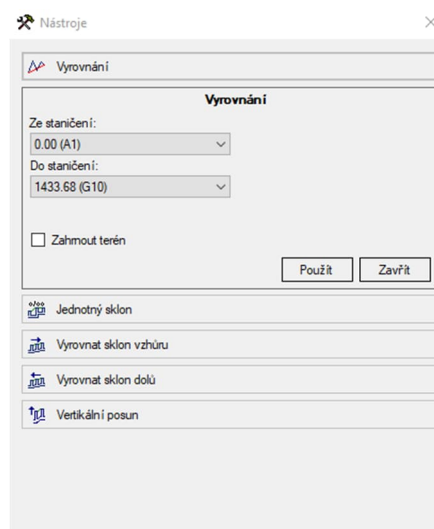 Nástroje
Vyrovnání
Vyrovnání
Ze staničení:
0.00 (A1)
Do staničení:
1433.68 (G10)
Zahrnout terén
Použít
Zavřít
Jednotný sklon
Vyrovnat sklon vzhůru
Vyrovnat sklon dolů
Vertikální posun